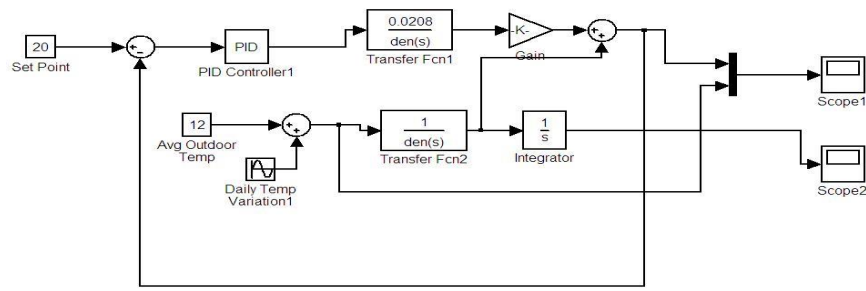 20
Set Point
+
-
PID
PID Controller1
0.0208
den(s)
Transfer Fcn1
-K-
Gain
+
+
12
Avg Outdoor
Temp
+
+
Daily Temp
Variation1
1
den(s)
Transfer Fcn2
1
s
Integrator
Scope1
Scope2